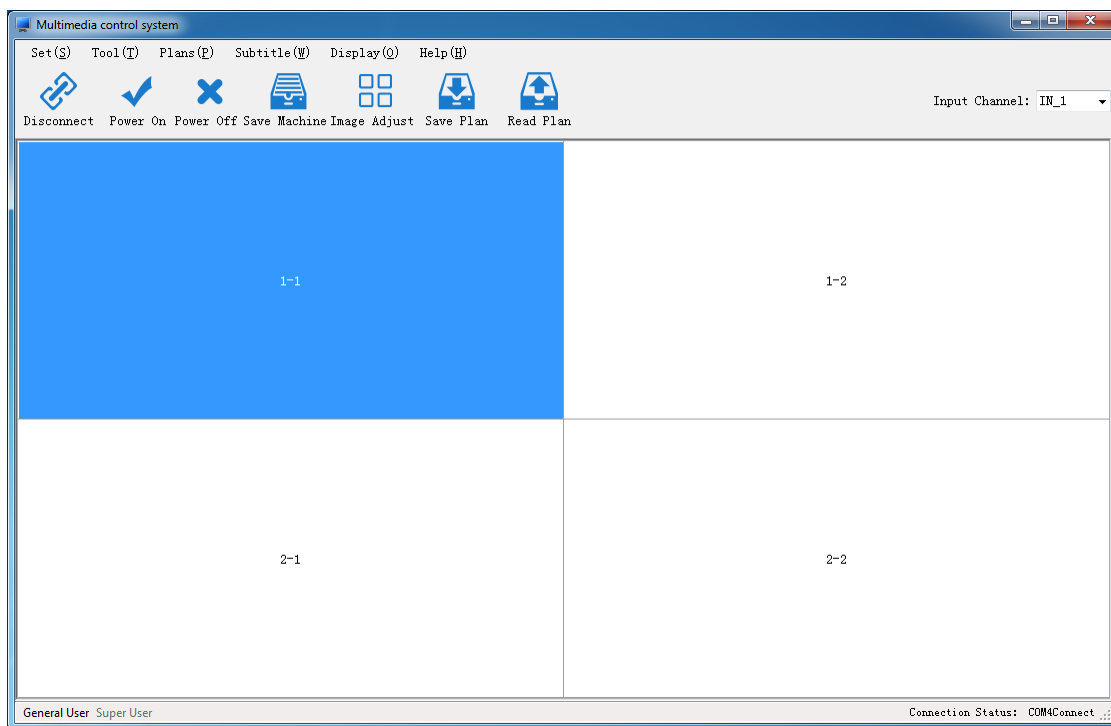 Multimedia control system
Set(S) Tool(T) Plans(P) Subtitle(W) Display(O) Help(H)
Disconnect Power On Power Off Save Machine Image Adjust Save Plan Read Plan
Input Channel: IN_1
1-1 1-2
2-1 2-2
General User Super User Connection Status: COM4Connect